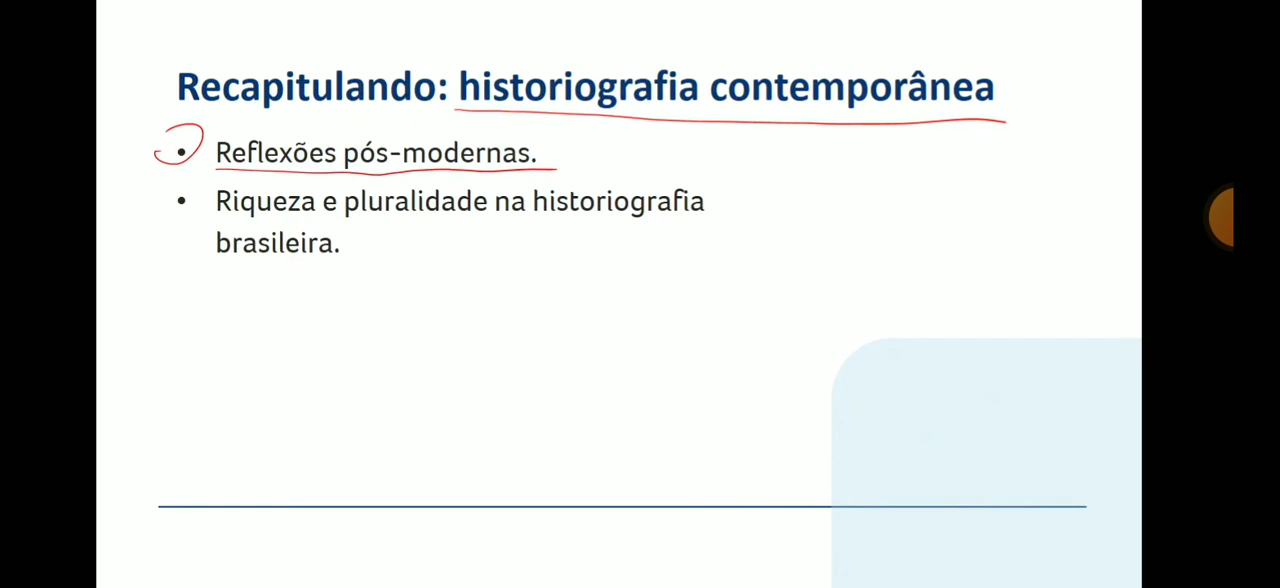 Recapitulando: historiografia contemporânea
• Reflexões pós-modernas.
• Riqueza e pluralidade na historiografia
brasileira.